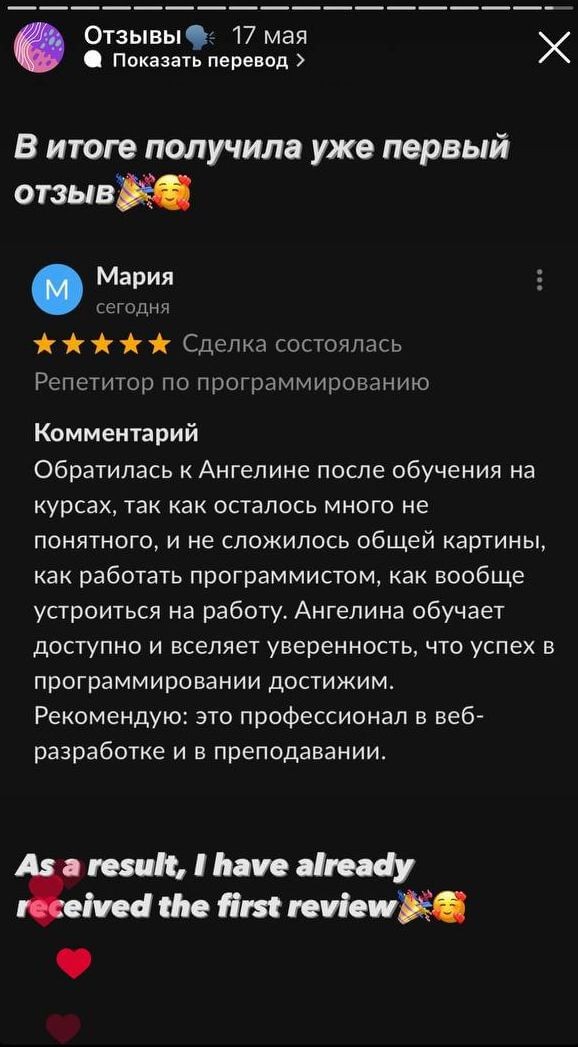 Отзывы🗣 17 мая
Показать перевод >
В итоге получила уже первый
отзыв🎉🥰
М
Мария
сегодня
★★★★★ Сделка состоялась
Репетитор по программированию
Комментарий
Обратилась к Ангелине после обучения на
курсах, так как осталось много не
понятного, и не сложилось общей картины,
как работать программистом, как вообще
устроиться на работу. Ангелина обучает
доступно и вселяет уверенность, что успех в
программировании достижим.
Рекомендую: это профессионал в веб-
разработке и в преподавании.
As a result, I have already
received the first review🎉🥰